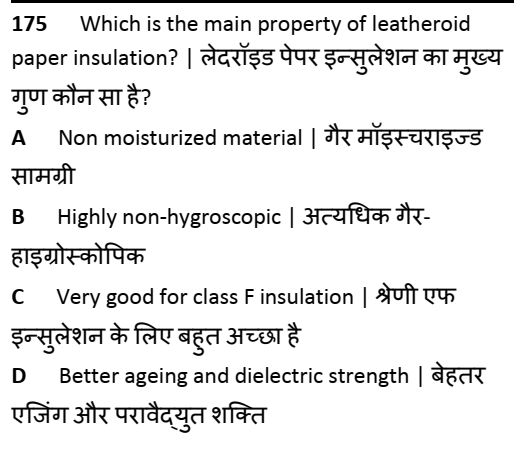 175 Which is the main property of leatheroid
paper insulation? | लेदरॉइड पेपर इन्सुलेशन का मुख्य
गुण कौन सा है?
A Non moisturized material | गैर मॉइस्चराइज्ड
सामग्री
B Highly non-hygroscopic | अत्यधिक गैर-
हाइग्रोस्कोपिक
C Very good for class F insulation | श्रेणी एफ
इन्सुलेशन के लिए बहुत अच्छा है
D Better ageing and dielectric strength | बेहतर
एजिंग और परावैद्युत शक्ति